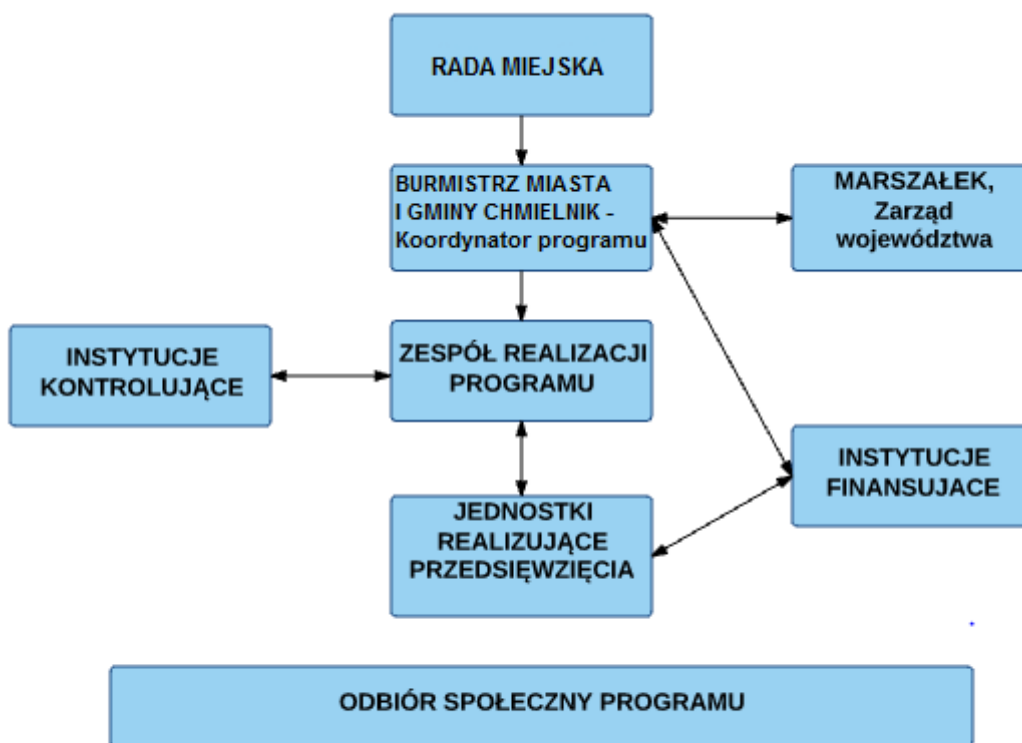 RADA MIEJSKA
BURMISTRZ MIASTA
I GMINY CHMIELNIK -
Koordynator programu
MARSZAŁEK,
Zarząd
województwa
INSTYTUCJE
KONTROLUJĄCE
ZESPÓŁ REALIZACJI
PROGRAMU
INSTYTUCJE
FINANSUJACE
JEDNOSTKI
REALIZUJĄCE
PRZEDSIĘWZIĘCIA
ODBIÓR SPOŁECZNY PROGRAMU